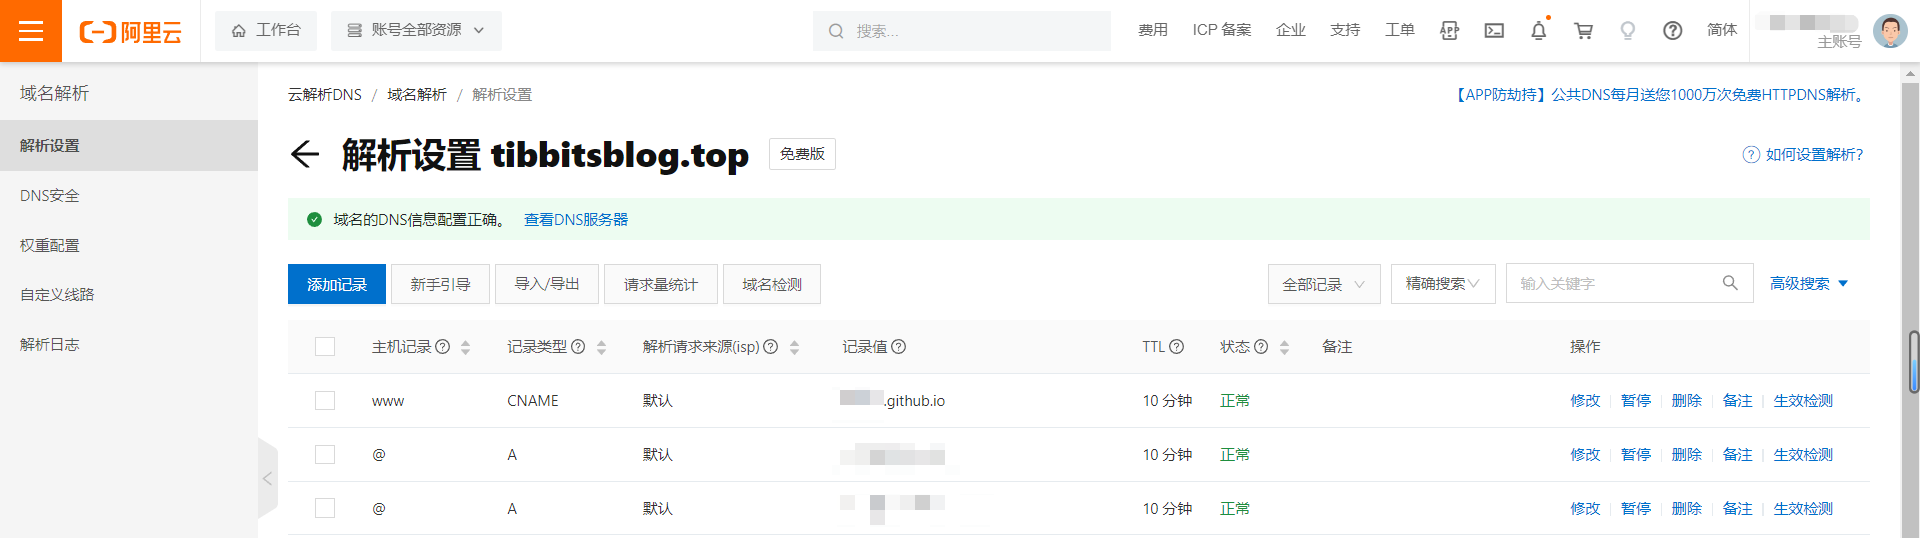 阿里云
工作台
账号全部资源
搜索...
费用
ICP 备案
企业
支持
工单
APP
简体
主账号
域名解析
解析设置
DNS安全
权重配置
自定义线路
解析日志
云解析DNS / 域名解析 / 解析设置
【APP防劫持】公共DNS每月送您1000万次免费HTTPDNS解析。
解析设置 tibbitsblog.top 免费版
如何设置解析?
域名的DNS信息配置正确。 查看DNS服务器
添加记录 新手引导 导入/导出 请求量统计 域名检测 全部记录 精确搜索 输入关键字 高级搜索
主机记录 记录类型 解析请求来源(isp) 记录值 TTL 状态 备注 操作
www CNAME 默认 .github.io 10 分钟 正常 修改 暂停 删除 备注 生效检测
@ A 默认 10 分钟 正常 修改 暂停 删除 备注 生效检测
@ A 默认 10 分钟 正常 修改 暂停 删除 备注 生效检测